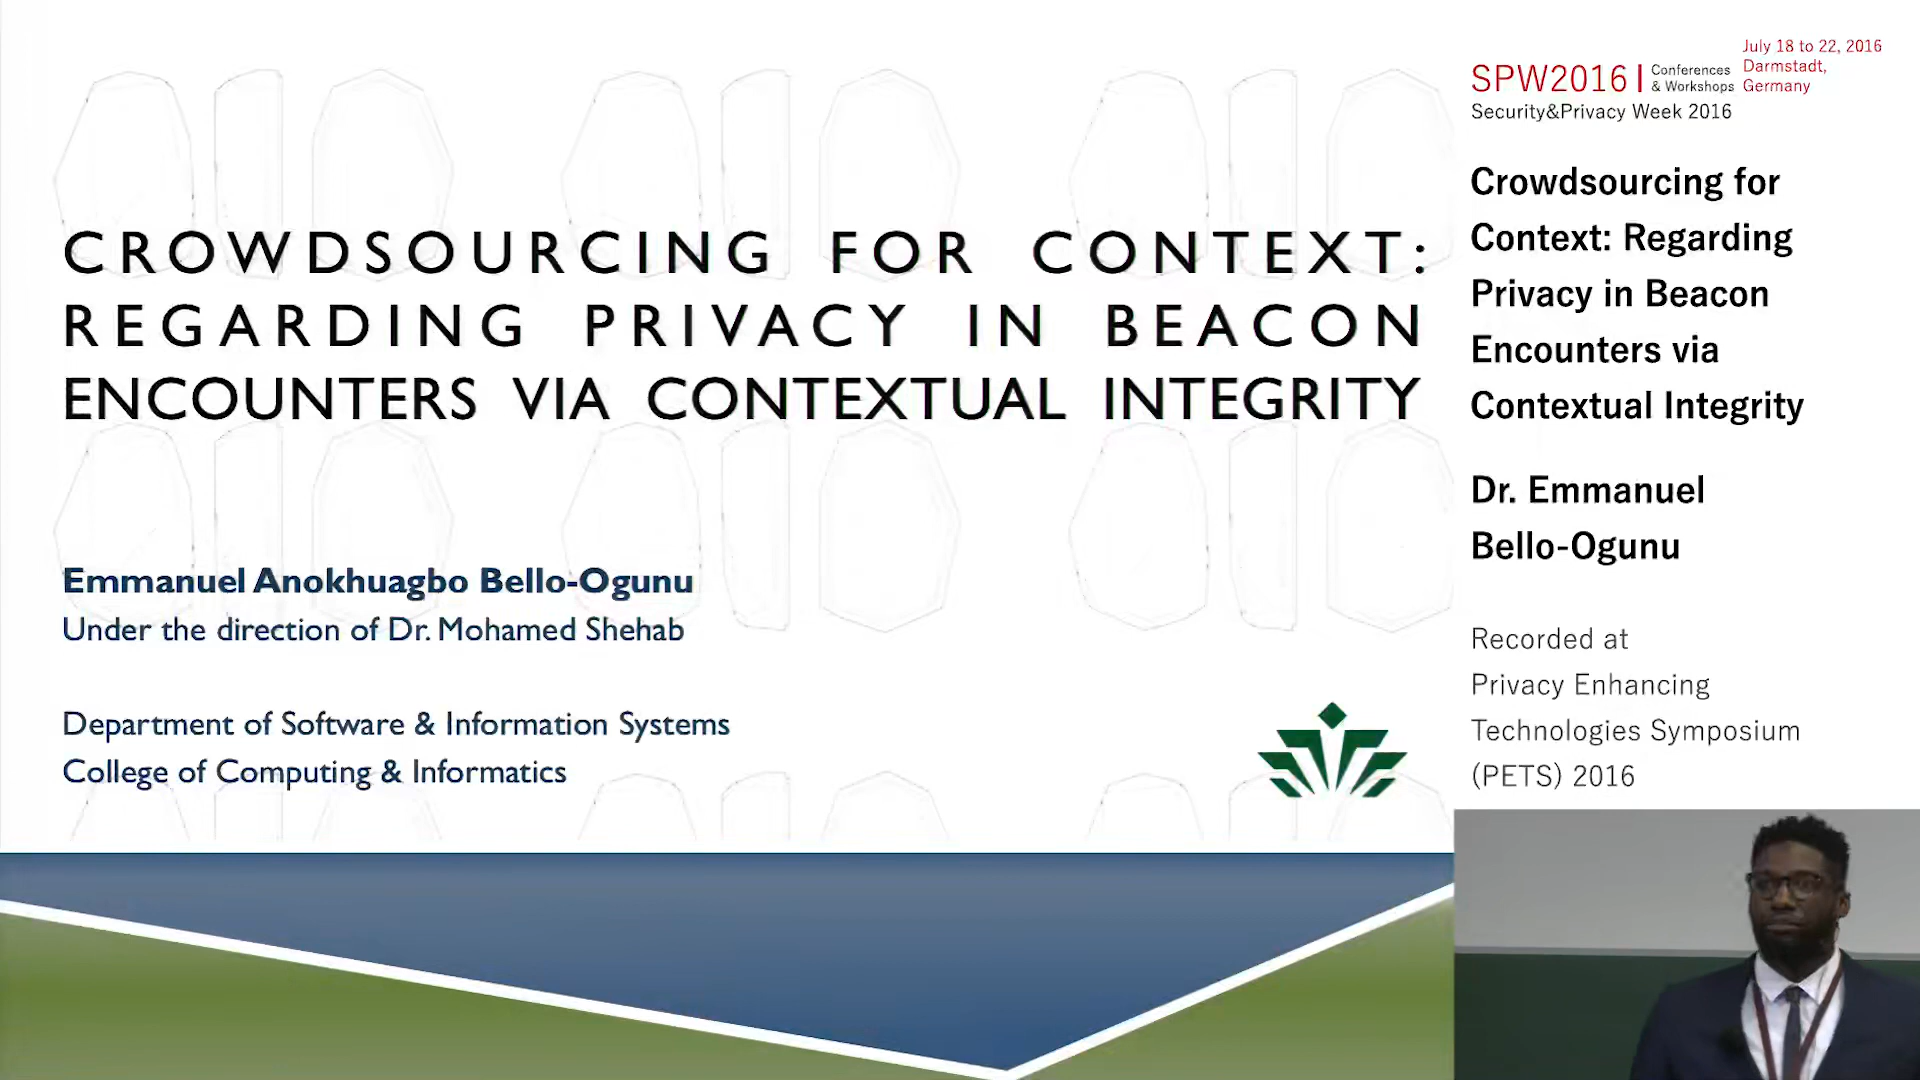 CROWDSOURCING FOR CONTEXT:
REGARDING PRIVACY IN BEACON
ENCOUNTERS VIA CONTEXTUAL INTEGRITY
Emmanuel Anokhuagbo Bello-Ogunu
Under the direction of Dr. Mohamed Shehab
Department of Software & Information Systems
College of Computing & Informatics
SPW2016 | Conferences & Workshops
July 18 to 22, 2016
Darmstadt,
Germany
Security&Privacy Week 2016
Crowdsourcing for
Context: Regarding
Privacy in Beacon
Encounters via
Contextual Integrity
Dr. Emmanuel
Bello-Ogunu
Recorded at
Privacy Enhancing
Technologies Symposium
(PETS) 2016